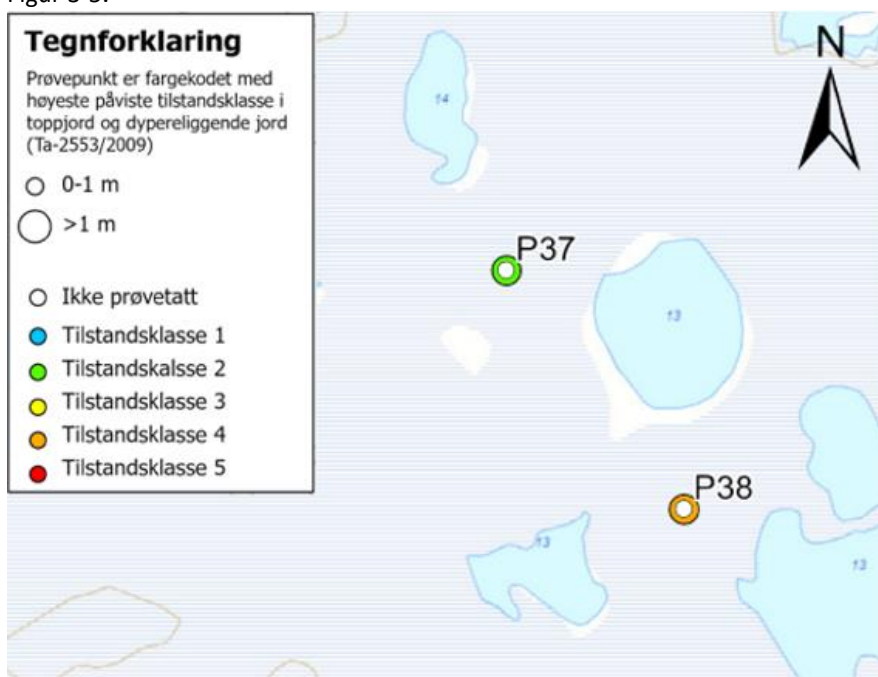 Figur
Tegnforklaring
Prøvepunkt er fargekodet med
høyeste påviste tilstandsklasse i
toppjord og dypereliggende jord
(Ta-2553/2009)
0-1 m
>1 m
Ikke prøvetatt
Tilstandsklasse 1
Tilstandskalsse 2
Tilstandsklasse 3
Tilstandsklasse 4
Tilstandsklasse 5
N
14
P37
13
P38
13
13